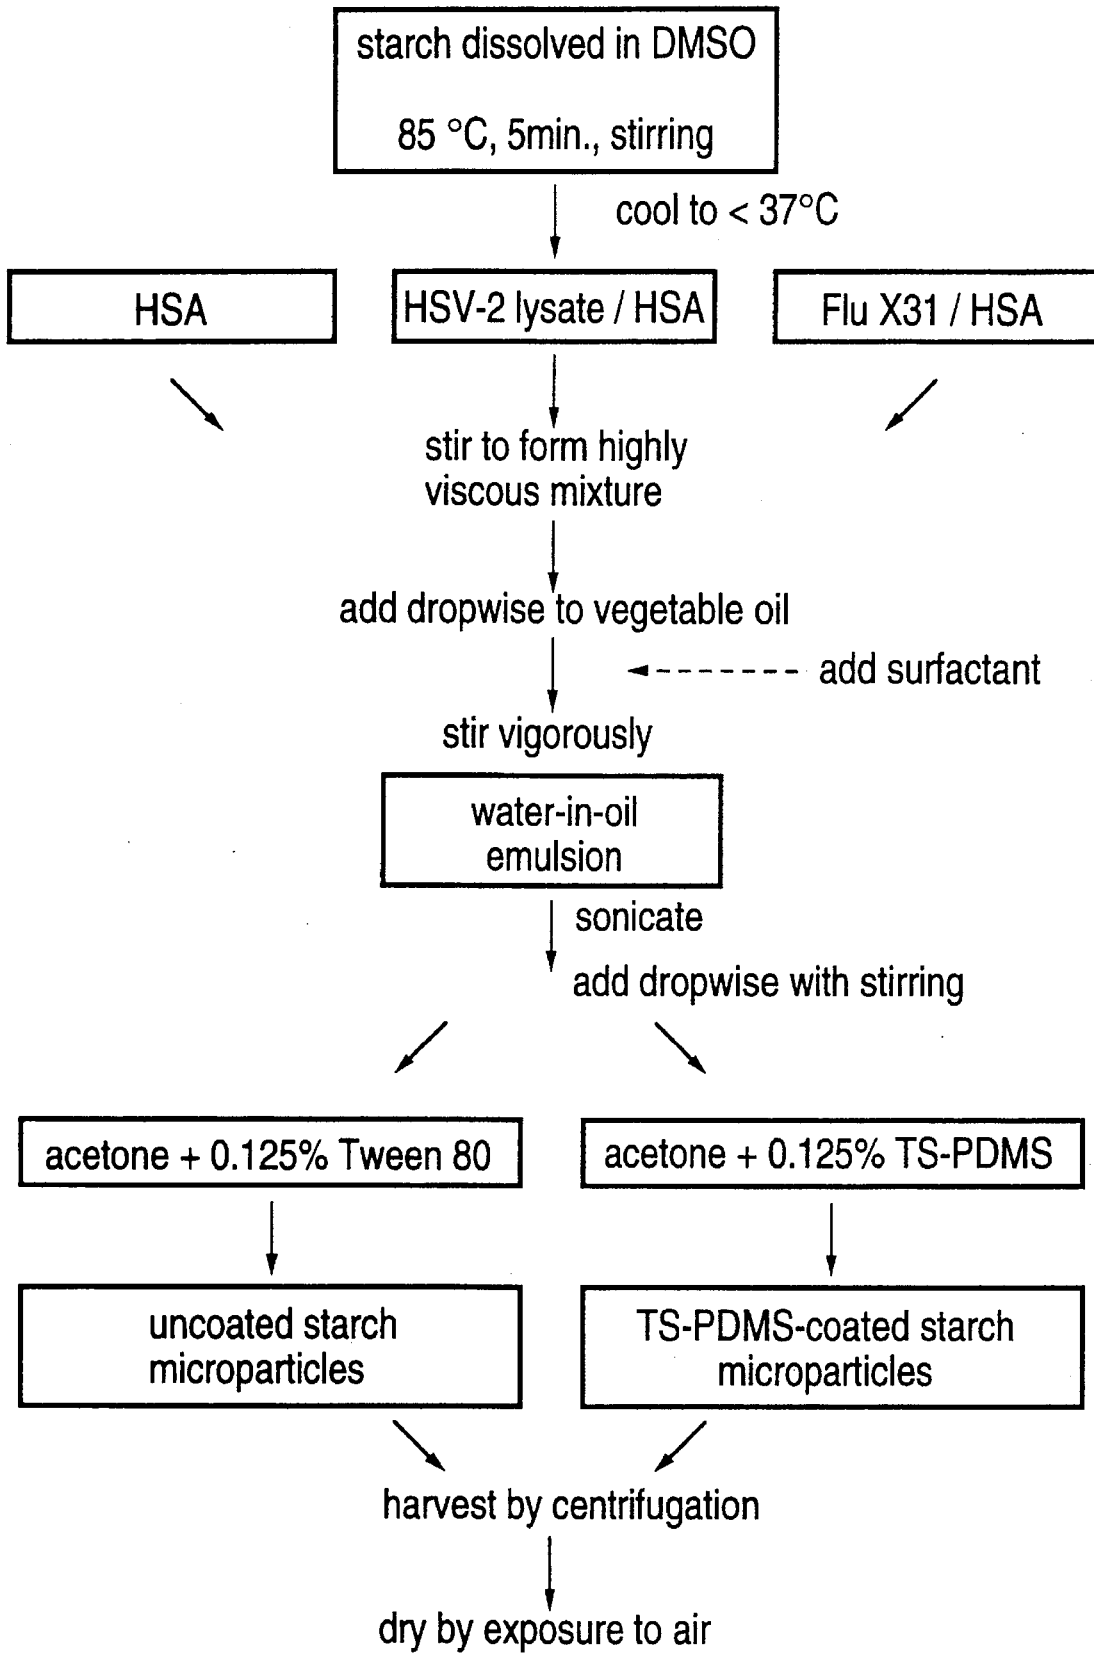 starch dissolved in DMSO
85 °C, 5min., stirring
cool to < 37°C
HSA
HSV-2 lysate / HSA
Flu X31 / HSA
stir to form highly
viscous mixture
add dropwise to vegetable oil
add surfactant
stir vigorously
water-in-oil
emulsion
sonicate
add dropwise with stirring
acetone + 0.125% Tween 80
acetone + 0.125% TS-PDMS
uncoated starch
microparticles
TS-PDMS-coated starch
microparticles
harvest by centrifugation
dry by exposure to air